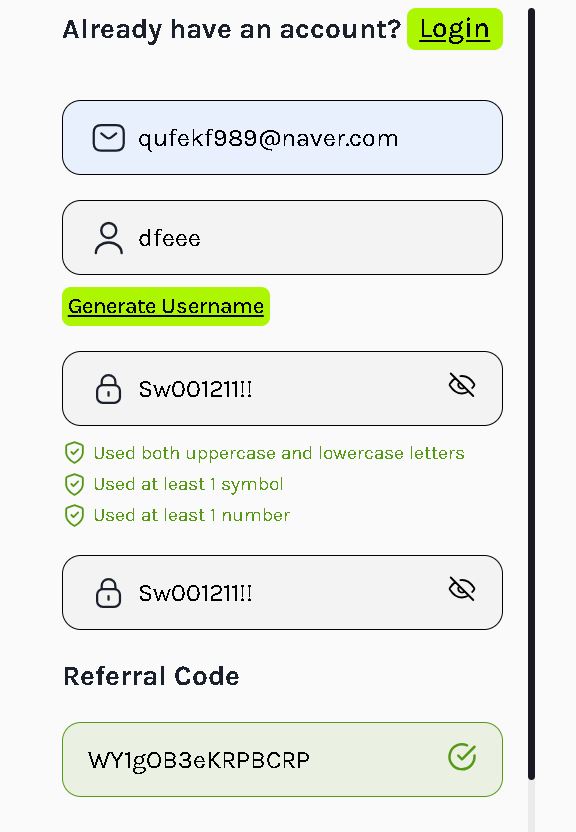 Already have an account? Login
qufekf989@naver.com
dfeee
Generate Username
Sw001211!!
Used both uppercase and lowercase letters
Used at least 1 symbol
Used at least 1 number
Sw001211!!
Referral Code
WY1gOB3eKRPBCRP